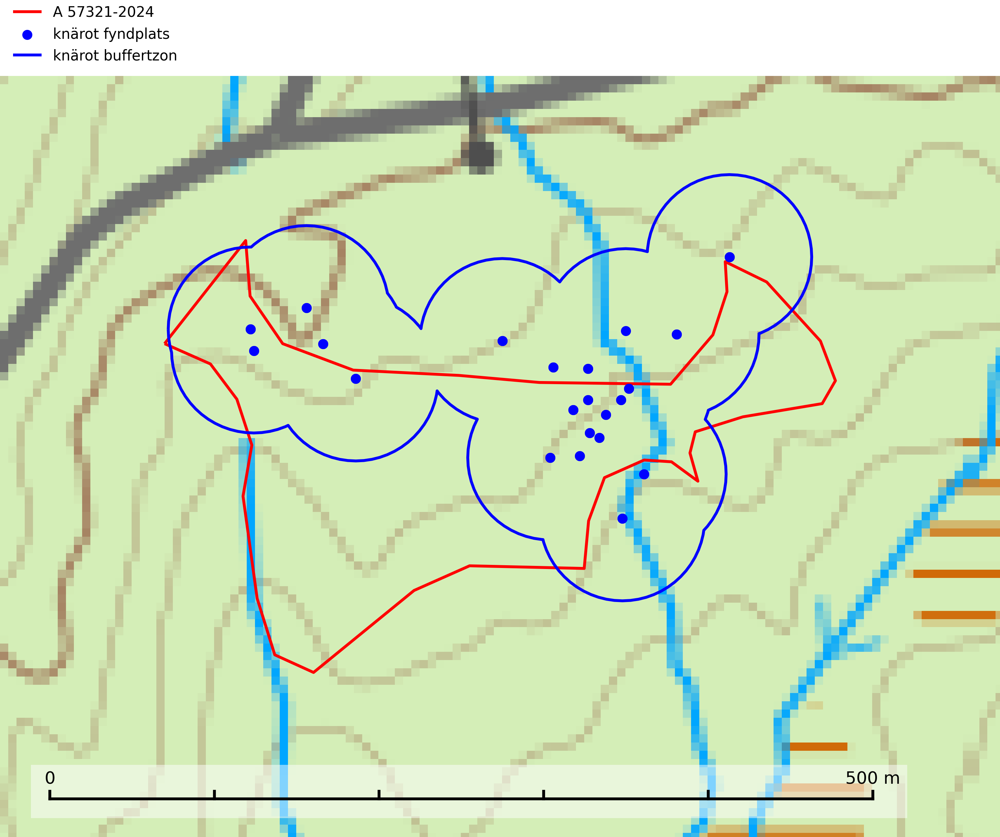 A 57321-2024
knärot fyndplats
knärot buffertzon
0 500 m